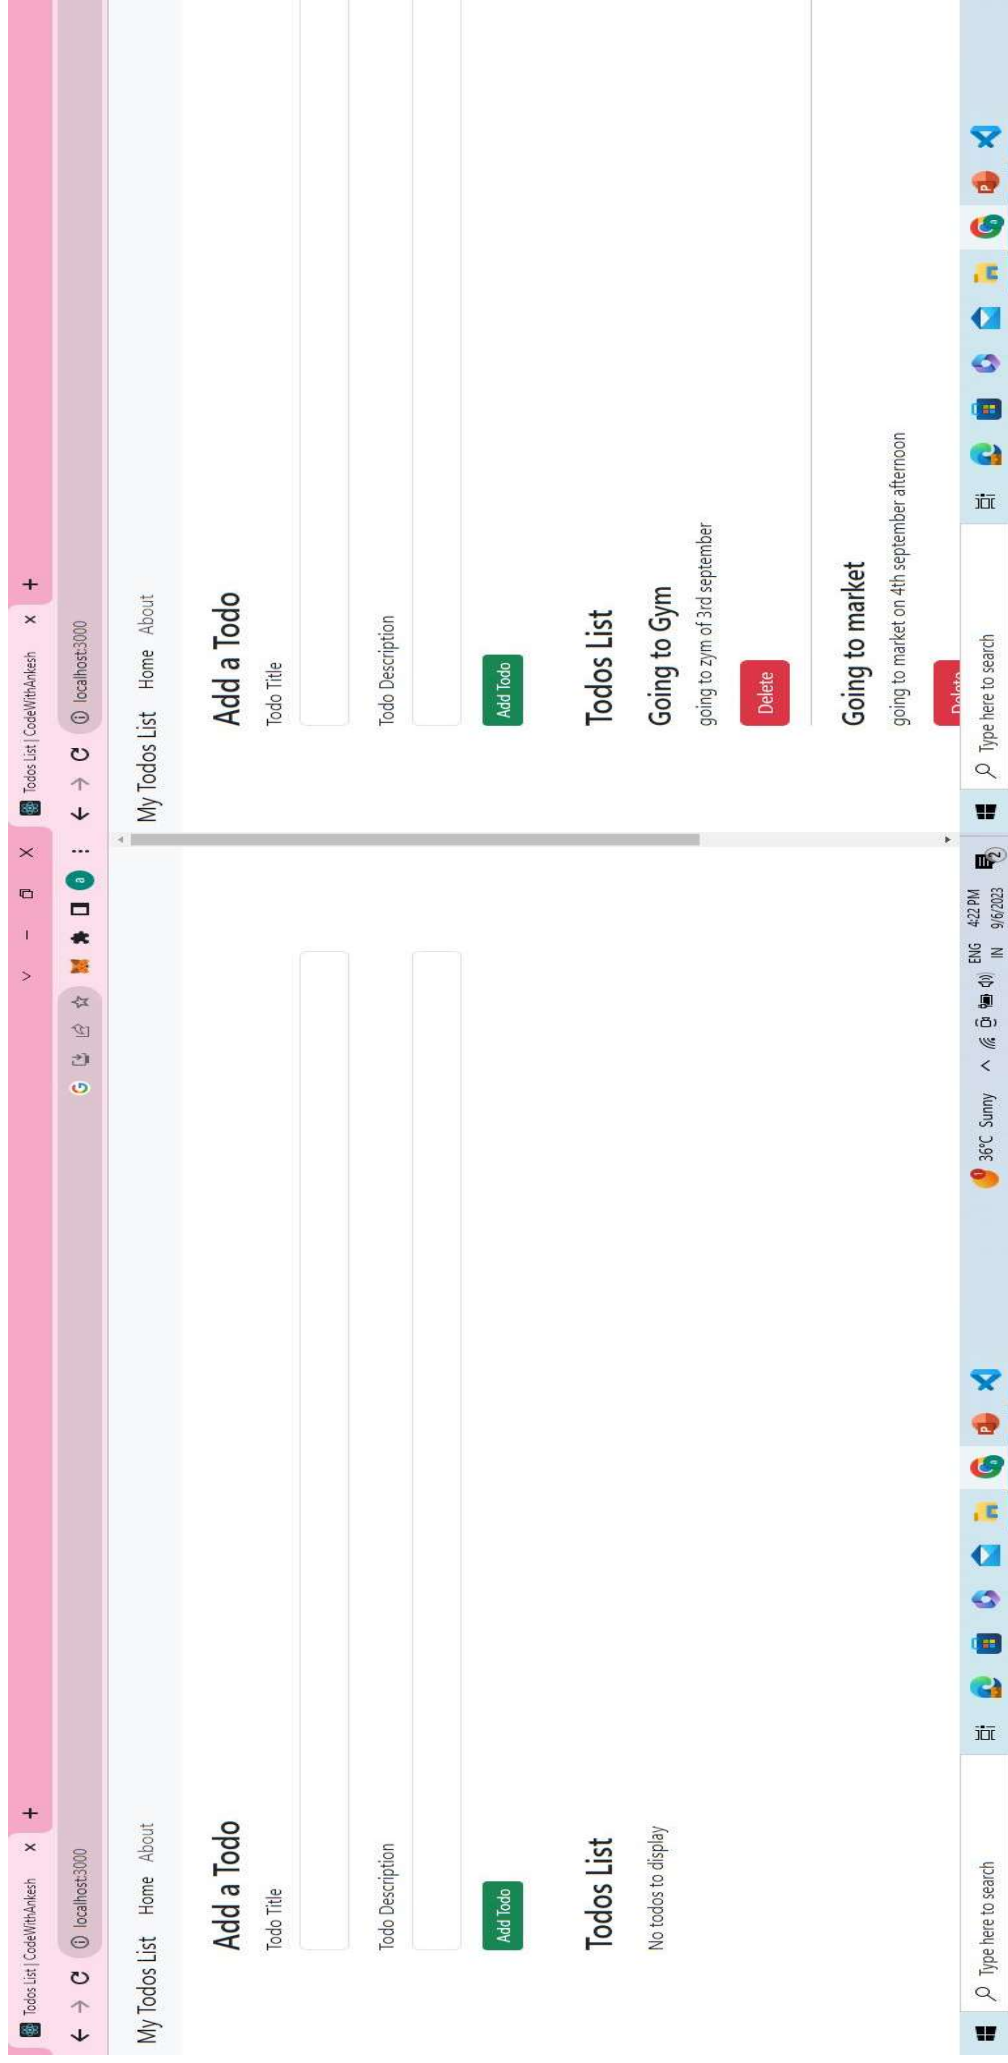 Todos List | CodeWithAnkesh
localhost:3000
My Todos List Home About
Add a Todo
Todo Title
Todo Description
Add Todo
Todos List
No todos to display
Type here to search
36°C Sunny
ENG
IN
4:22 PM
9/6/2023
2
Todos List | CodeWithAnkesh
localhost:3000
My Todos List Home About
Add a Todo
Todo Title
Todo Description
Add Todo
Todos List
Going to Gym
going to zym of 3rd september
Delete
Going to market
going to market on 4th september afternoon
Delete
Type here to search